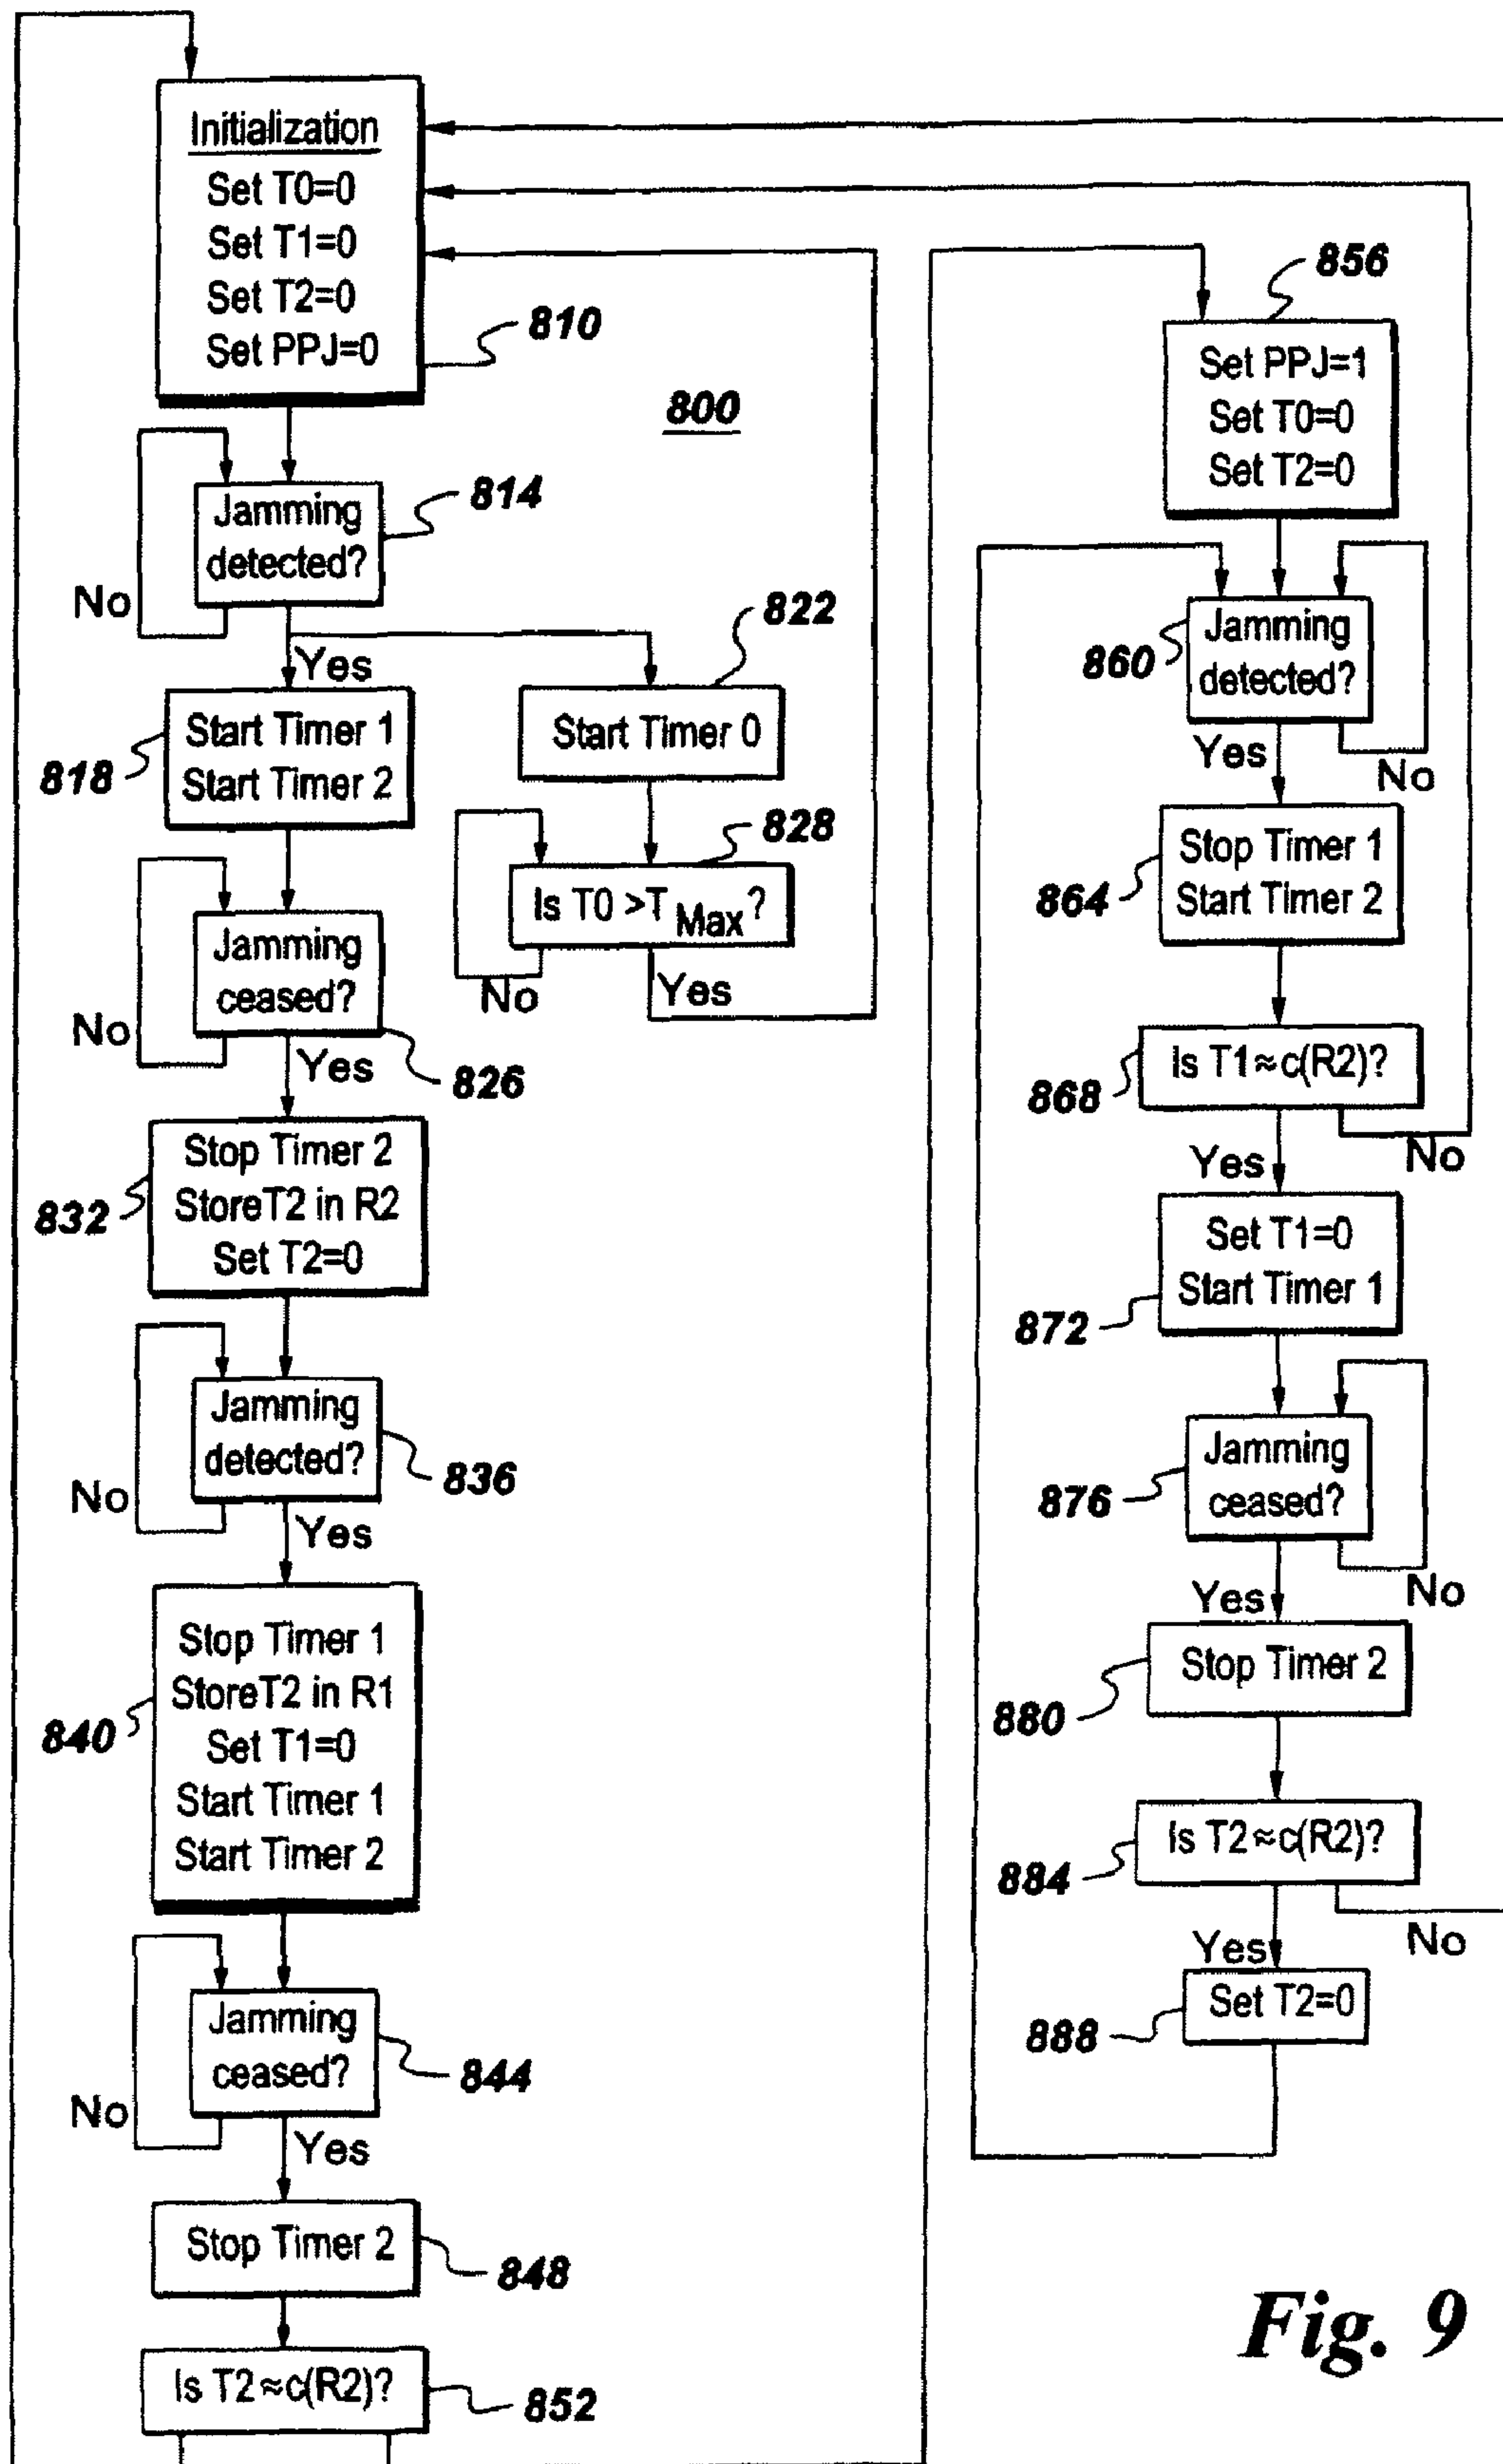 Initialization
Set T0=0
Set T1=0
Set T2=0
Set PPJ=0
810
800
Jamming
detected?
814
No
Yes
Start Timer 1
Start Timer 2
818
822
Start Timer 0
828
Is T0 >T Max ?
No
Yes
Jamming
ceased?
No
826
Yes
Stop Timer 2
StoreT2 in R2
Set T2=0
832
Jamming
detected?
836
No
Yes
Stop Timer 1
StoreT2 in R1
Set T1=0
Start Timer 1
Start Timer 2
840
Jamming
ceased?
844
No
Yes
Stop Timer 2
848
Is T2≈c(R2)?
852
856
Set PPJ=1
Set T0=0
Set T2=0
Jamming
detected?
860
Yes
No
Stop Timer 1
Start Timer 2
864
Is T1≈c(R2)?
868
Yes
No
Set T1=0
Start Timer 1
872
Jamming
ceased?
876
Yes
No
Stop Timer 2
880
Is T2≈c(R2)?
884
Yes
No
Set T2=0
888
Fig. 9